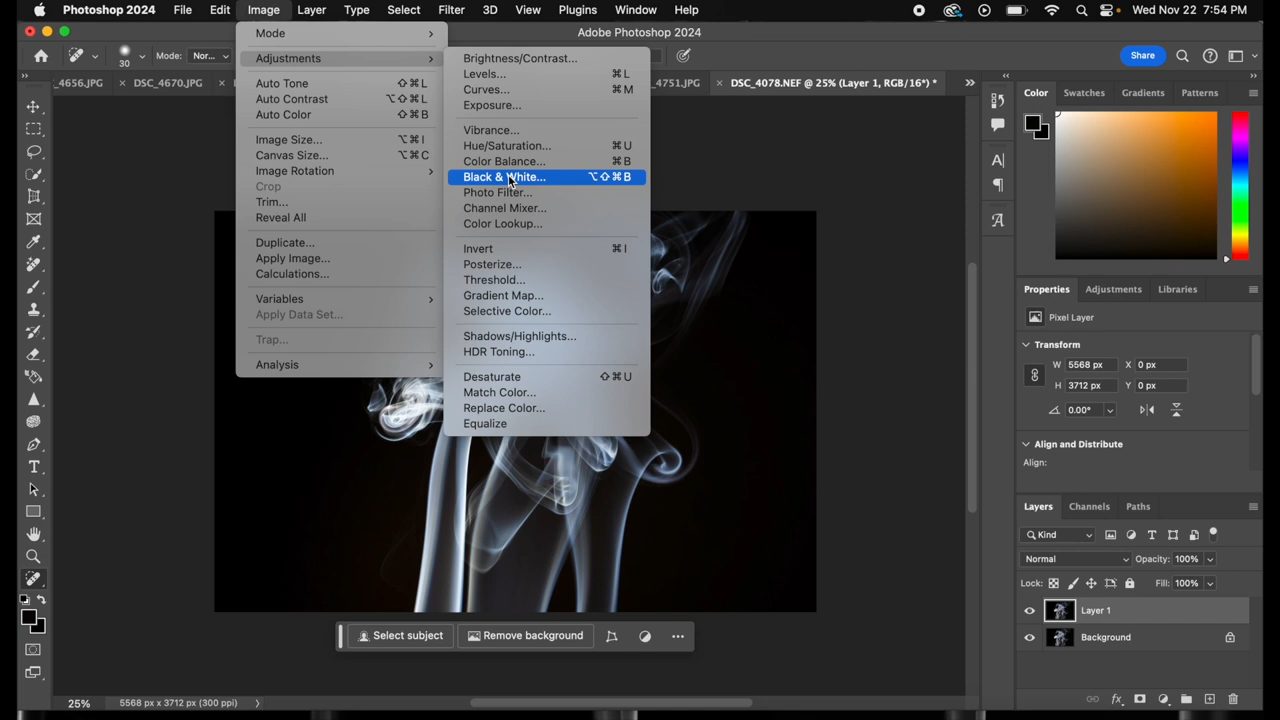 Photoshop 2024 File Edit Image Layer Type Select Filter 3D View Plugins Window Help Wed Nov 22 7:54 PM
Adobe Photoshop 2024
30 Mode: Nor... Share
_4656.JPG × DSC_4670.JPG × _4751.JPG × DSC_4078.NEF @ 25% (Layer 1, RGB/16*) *
Mode
Adjustments
Auto Tone ⇧⌘L
Auto Contrast ⌥⇧⌘L
Auto Color ⇧⌘B
Image Size... ⌥⌘I
Canvas Size... ⌥⌘C
Image Rotation
Crop
Trim...
Reveal All
Duplicate...
Apply Image...
Calculations...
Variables
Apply Data Set...
Trap...
Analysis
Brightness/Contrast...
Levels... ⌘L
Curves... ⌘M
Exposure...
Vibrance...
Hue/Saturation... ⌘U
Color Balance... ⌘B
Black & White... ⌥⇧⌘B
Photo Filter...
Channel Mixer...
Color Lookup...
Invert ⌘I
Posterize...
Threshold...
Gradient Map...
Selective Color...
Shadows/Highlights...
HDR Toning...
Desaturate ⇧⌘U
Match Color...
Replace Color...
Equalize
Select subject Remove background
25% 5568 px x 3712 px (300 ppi)
Color Swatches Gradients Patterns
Properties Adjustments Libraries
Pixel Layer
Transform
W 5568 px X 0 px
H 3712 px Y 0 px
0.00°
Align and Distribute
Align:
Layers Channels Paths
Kind
Normal Opacity: 100%
Lock: Fill: 100%
Layer 1
Background